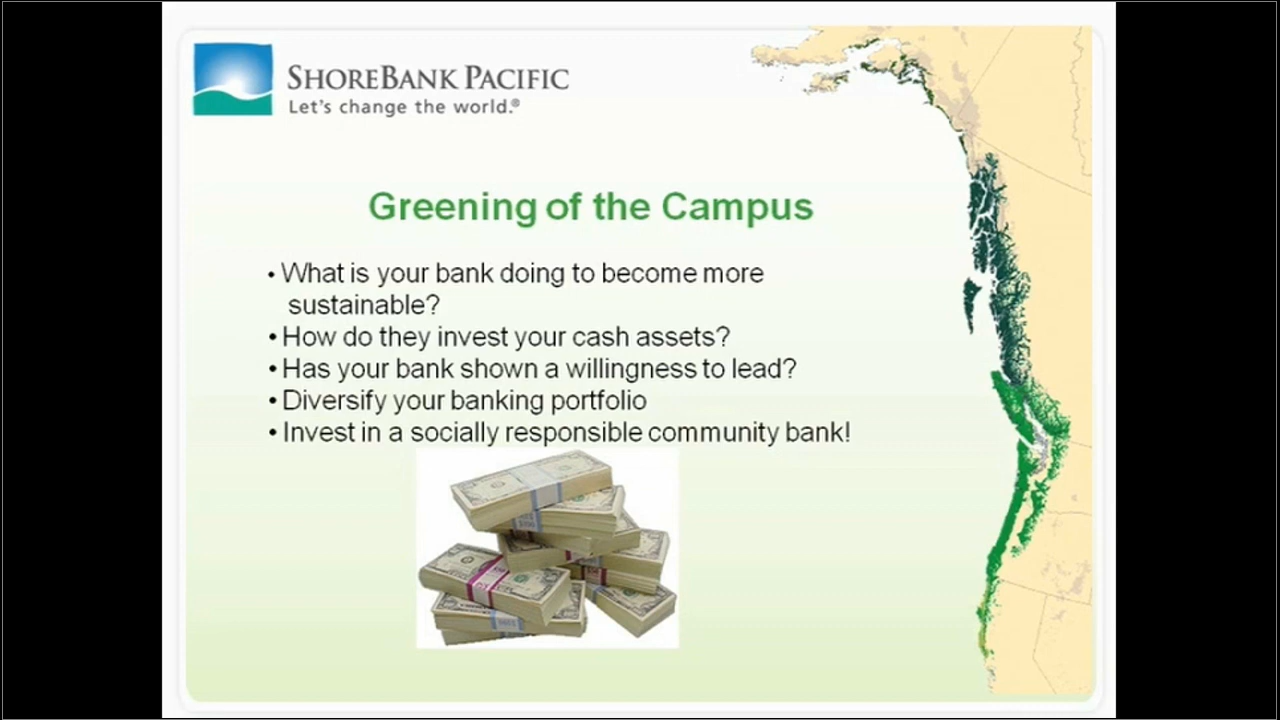 SHOREBANK PACIFIC
Let's change the world.®
Greening of the Campus
• What is your bank doing to become more
sustainable?
• How do they invest your cash assets?
• Has your bank shown a willingness to lead?
• Diversify your banking portfolio
• Invest in a socially responsible community bank!